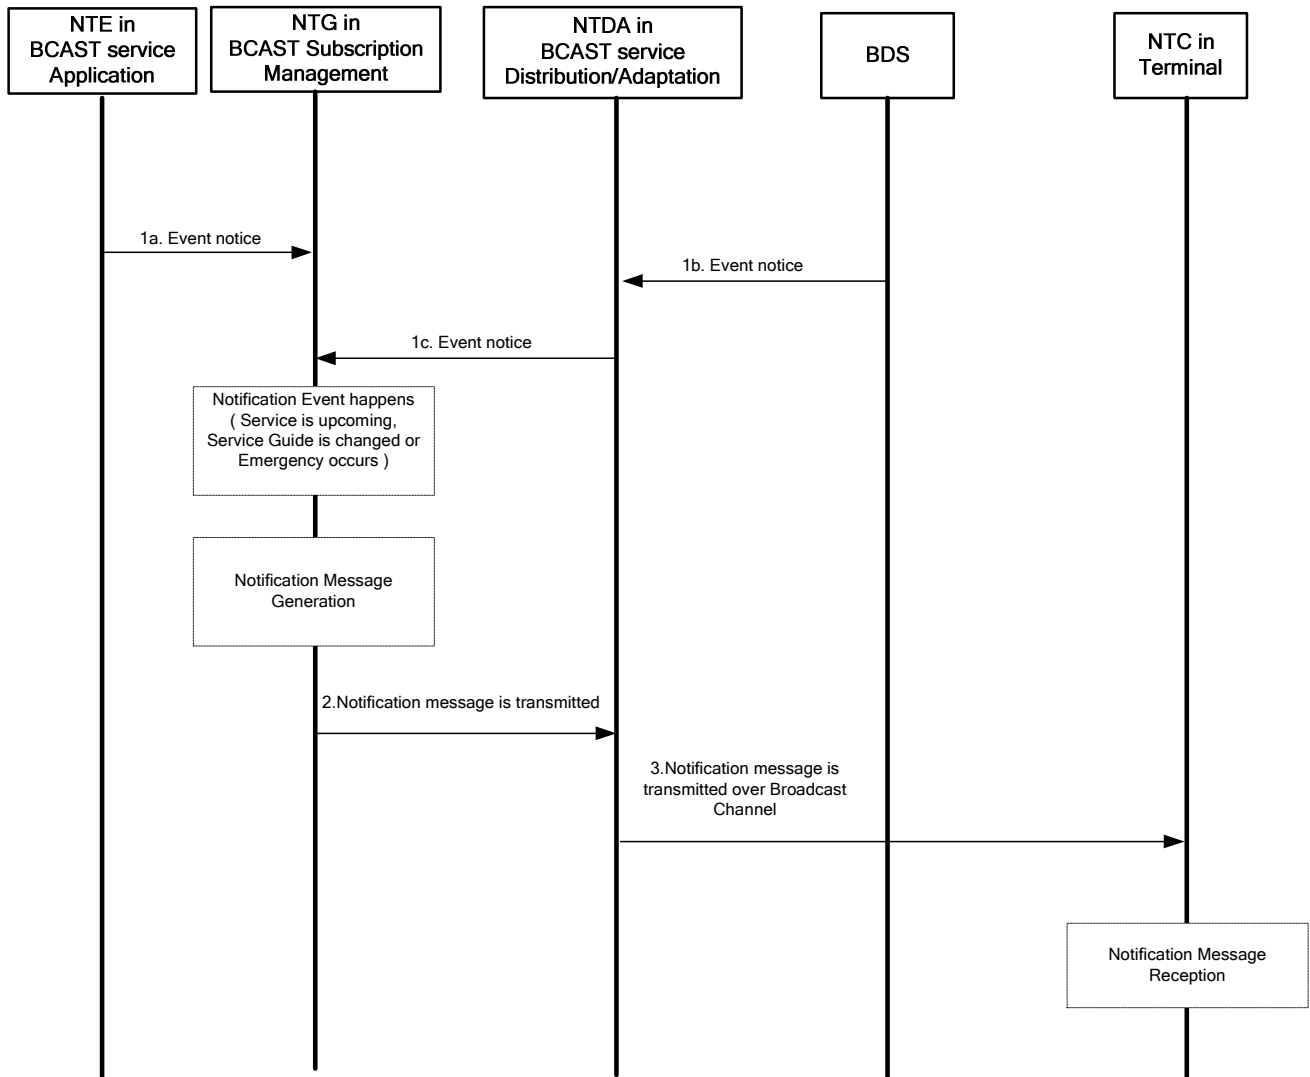 NTE in
BCAST service
Application
NTG in
BCAST Subscription
Management
NTDA in
BCAST service
Distribution/Adaptation
BDS
NTC in
Terminal
1a. Event notice
1b. Event notice
1c. Event notice
Notification Event happens
( Service is upcoming,
Service Guide is changed or
Emergency occurs )
Notification Message
Generation
2.Notification message is transmitted
3.Notification message is
transmitted over Broadcast
Channel
Notification Message
Reception